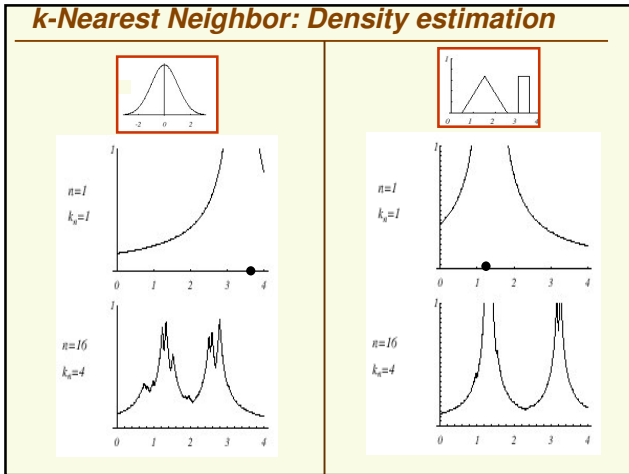 k-Nearest Neighbor: Density estimation
-2 0 2
1
n=1
k_n=1
0 1 2 3 4
1
n=16
k_n=4
0 1 2 3 4
1
0 1 2 3 4
1
n=1
k_n=1
0 1 2 3 4
1
n=16
k_n=4
0 1 2 3 4